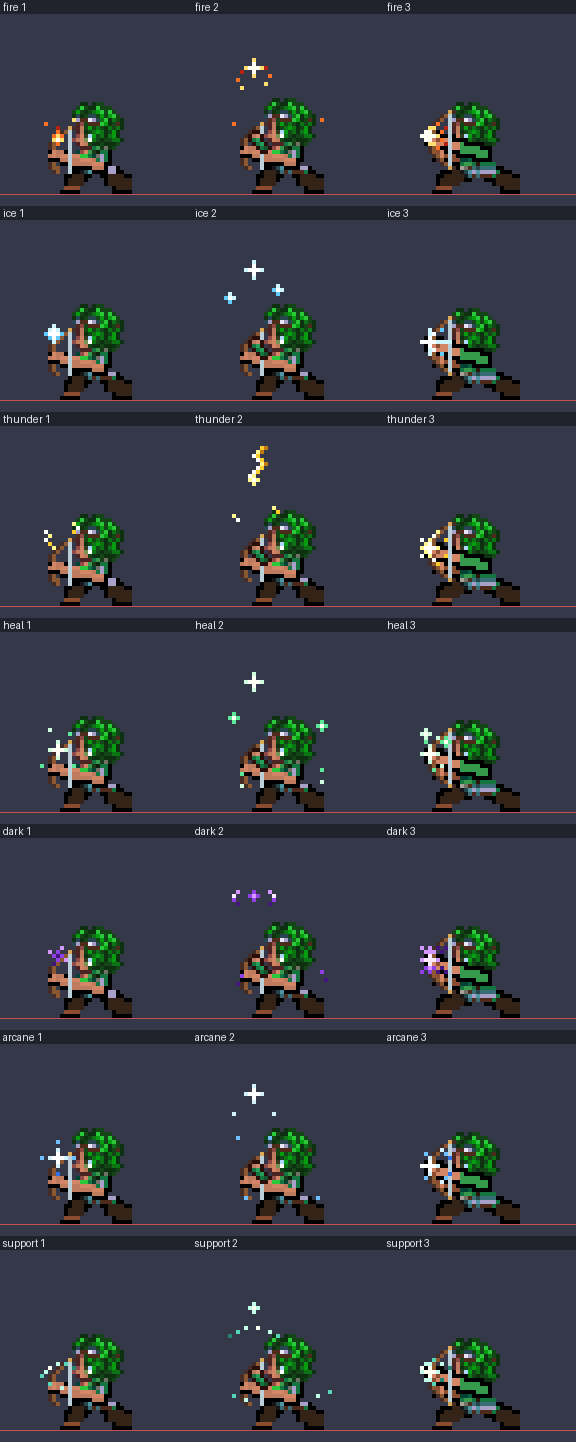 fire 1 fire 2 fire 3
ice 1 ice 2 ice 3
thunder 1 thunder 2 thunder 3
heal 1 heal 2 heal 3
dark 1 dark 2 dark 3
arcane 1 arcane 2 arcane 3
support 1 support 2 support 3